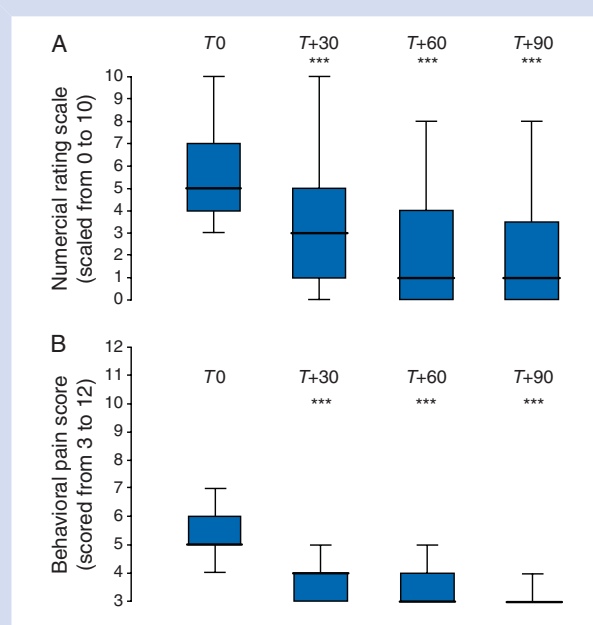 A
T0 T+30 T+60 T+90
*** *** ***
10
9
8
7
6
5
4
3
2
1
0
Numercial rating scale
(scaled from 0 to 10)
B
12
11
10
9
8
7
6
5
4
3
T0 T+30 T+60 T+90
*** *** ***
Behavioral pain score
(scored from 3 to 12)